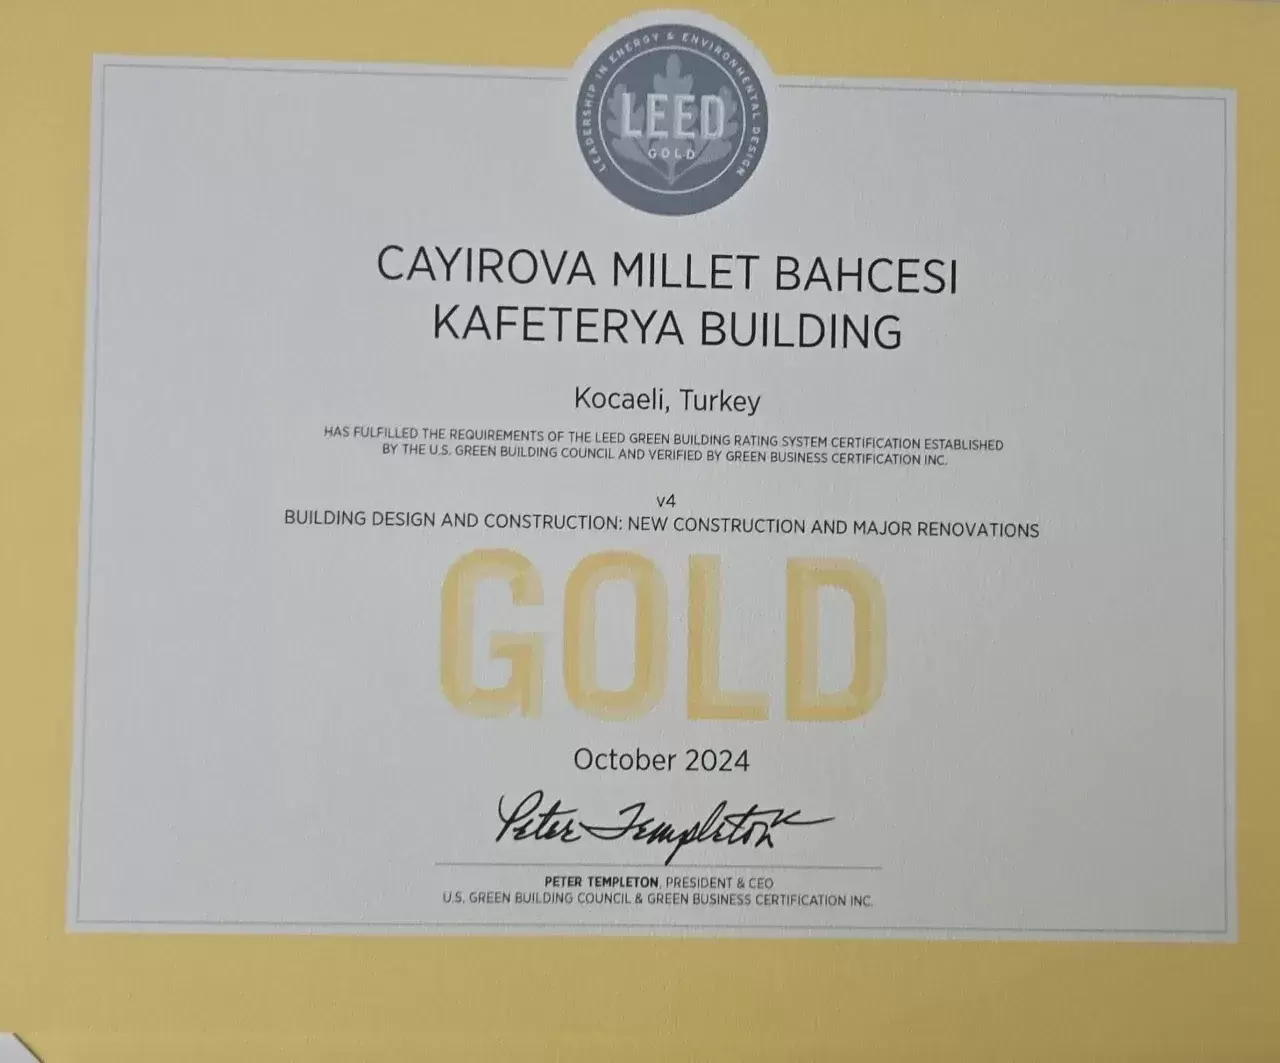 LEADERSHIP IN ENERGY & ENVIRONMENTAL DESIGN
LEED
GOLD
CAYIROVA MILLET BAHCESI
KAFETERYA BUILDING
Kocaeli, Turkey
HAS FULFILLED THE REQUIREMENTS OF THE LEED GREEN BUILDING RATING SYSTEM CERTIFICATION ESTABLISHED
BY THE U.S. GREEN BUILDING COUNCIL AND VERIFIED BY GREEN BUSINESS CERTIFICATION INC.
v4
BUILDING DESIGN AND CONSTRUCTION: NEW CONSTRUCTION AND MAJOR RENOVATIONS
GOLD
October 2024
Peter Templeton
PETER TEMPLETON, PRESIDENT & CEO
U.S. GREEN BUILDING COUNCIL & GREEN BUSINESS CERTIFICATION INC.